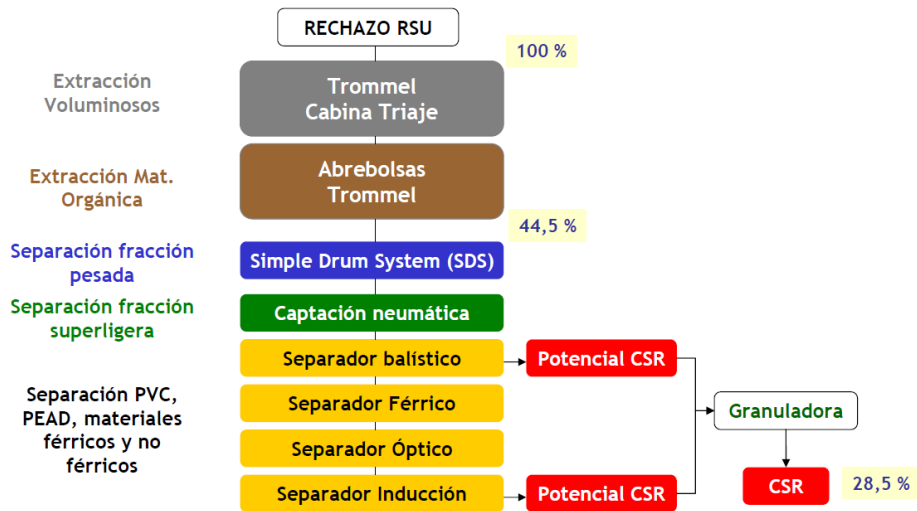 RECHAZO RSU
100 %
Extracción
Voluminosos
Trommel
Cabina Triaje
Extracción Mat.
Orgánica
Abrebolsas
Trommel
44,5 %
Separación fracción
pesada
Simple Drum System (SDS)
Separación fracción
superligera
Captación neumática
Separación PVC,
PEAD, materiales
férricos y no
férricos
Separador balístico
Potencial CSR
Separador Férrico
Separador Óptico
Separador Inducción
Potencial CSR
Granuladora
CSR
28,5 %